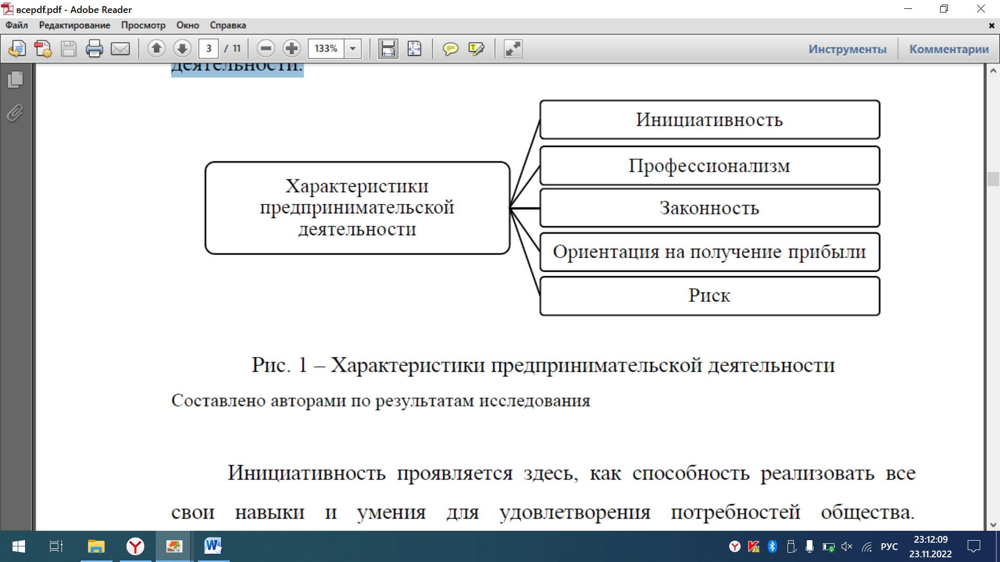 всеpdf.pdf - Adobe Reader
Файл Редактирование Просмотр Окно Справка
3 / 11 133% Инструменты Комментарии
деятельности.
Характеристики
предпринимательской
деятельности
Инициативность
Профессионализм
Законность
Ориентация на получение прибыли
Риск
Рис. 1 – Характеристики предпринимательской деятельности
Составлено авторами по результатам исследования
Инициативность проявляется здесь, как способность реализовать все
свои навыки и умения для удовлетворения потребностей общества.
РУС
23:12:09
23.11.2022